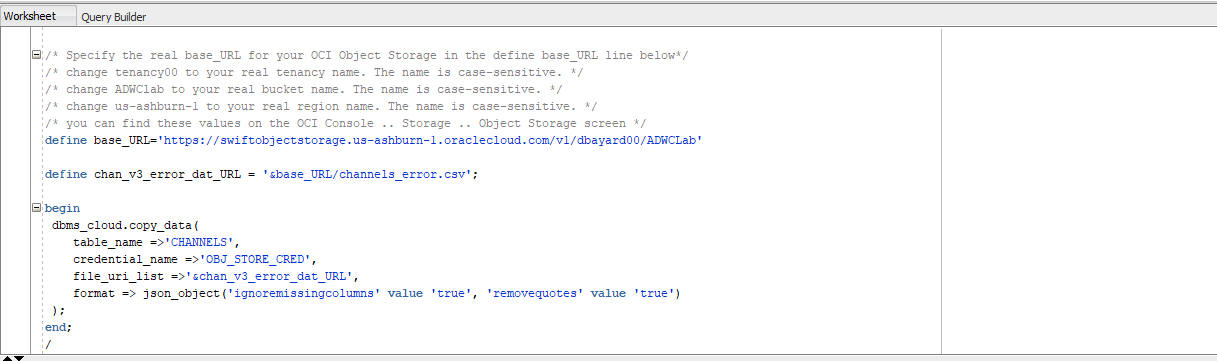 Worksheet Query Builder
/* Specify the real base_URL for your OCI Object Storage in the define base_URL line below*/
/* change tenancy00 to your real tenancy name. The name is case-sensitive. */
/* change ADWClab to your real bucket name. The name is case-sensitive. */
/* change us-ashburn-1 to your real region name. The name is case-sensitive. */
/* you can find these values on the OCI Console .. Storage .. Object Storage screen */
define base_URL='https://swiftobjectstorage.us-ashburn-1.oraclecloud.com/v1/dbayard00/ADWCLab'
define chan_v3_error_dat_URL = '&base_URL/channels_error.csv';
begin
dbms_cloud.copy_data(
table_name =>'CHANNELS',
credential_name =>'OBJ_STORE_CRED',
file_uri_list =>'&chan_v3_error_dat_URL',
format => json_object('ignoremissingcolumns' value 'true', 'removequotes' value 'true')
);
end;
/